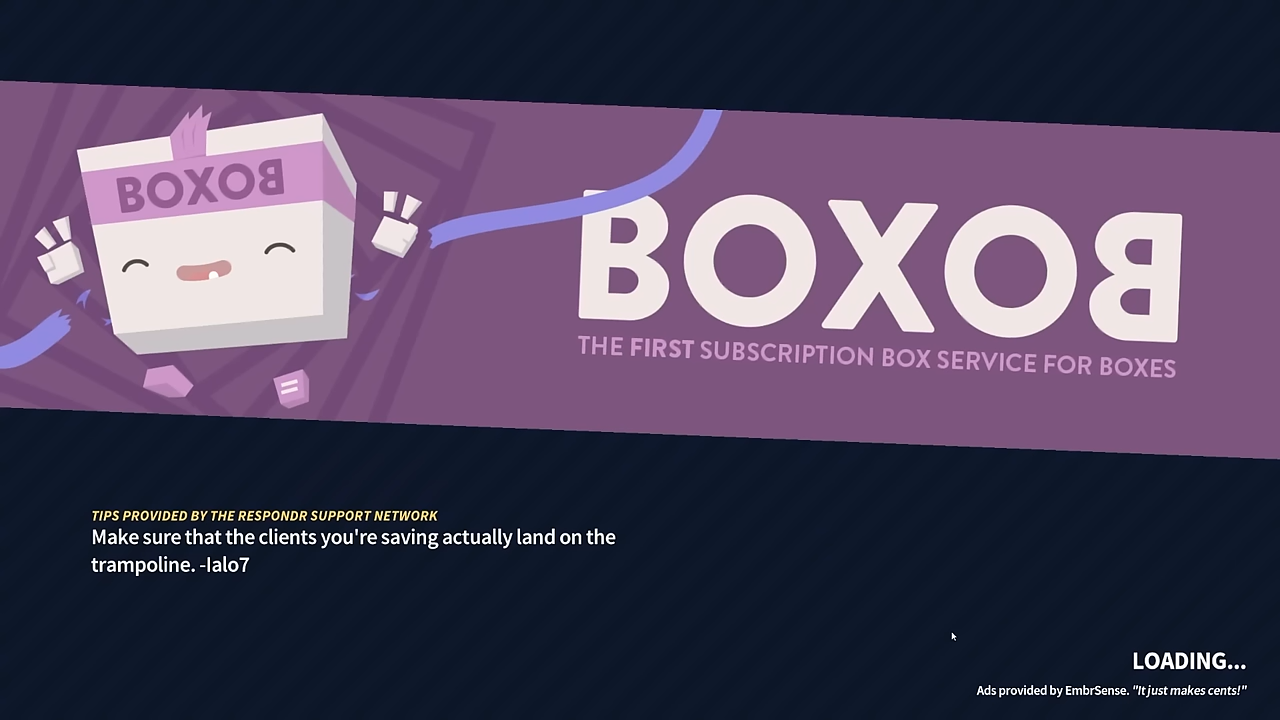 BOXOB
BOXOB
THE FIRST SUBSCRIPTION BOX SERVICE FOR BOXES
TIPS PROVIDED BY THE RESPONDR SUPPORT NETWORK
Make sure that the clients you're saving actually land on the
trampoline. -Ialo7
LOADING...
Ads provided by EmbrSense. "It just makes cents!"